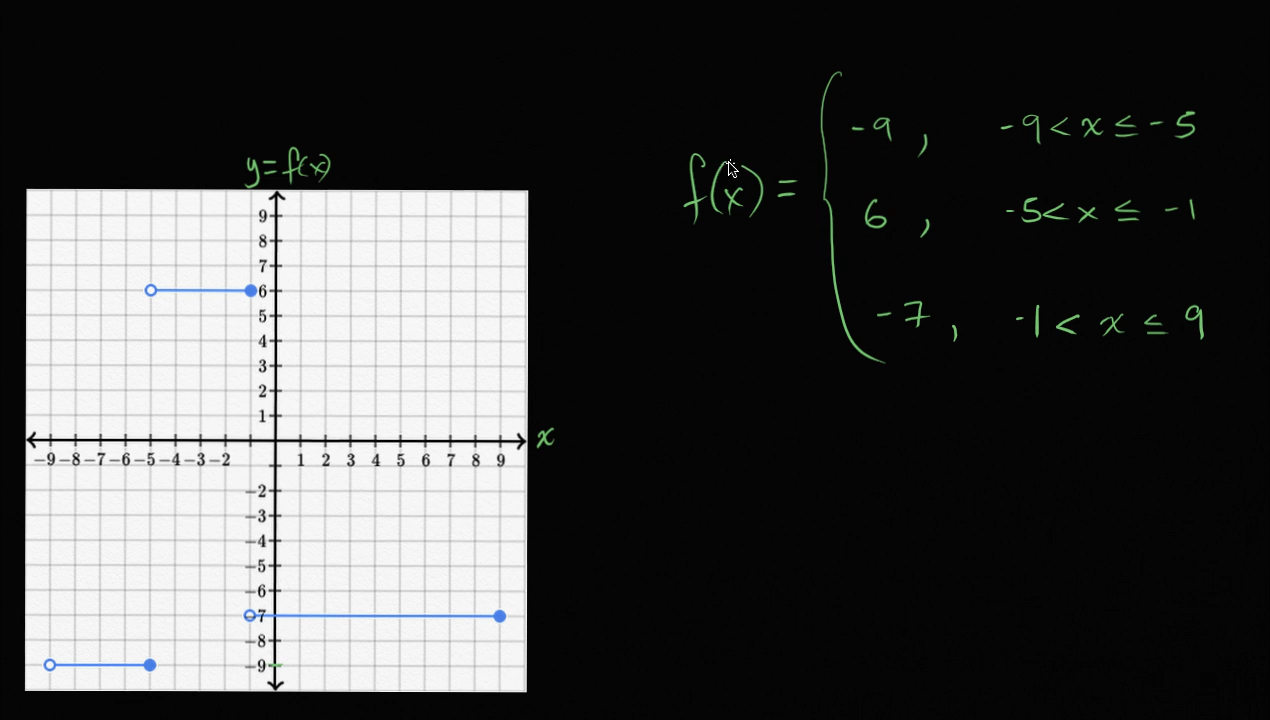 y=f(x)
f(x) = { -9 , -9 < x ≤ -5
6 , -5 < x ≤ -1
-7 , -1 < x ≤ 9
9
8
7
6
5
4
3
2
1
x
−9 −8 −7 −6 −5 −4 −3 −2 1 2 3 4 5 6 7 8 9
−2
−3
−4
−5
−6
−7
−8
−9